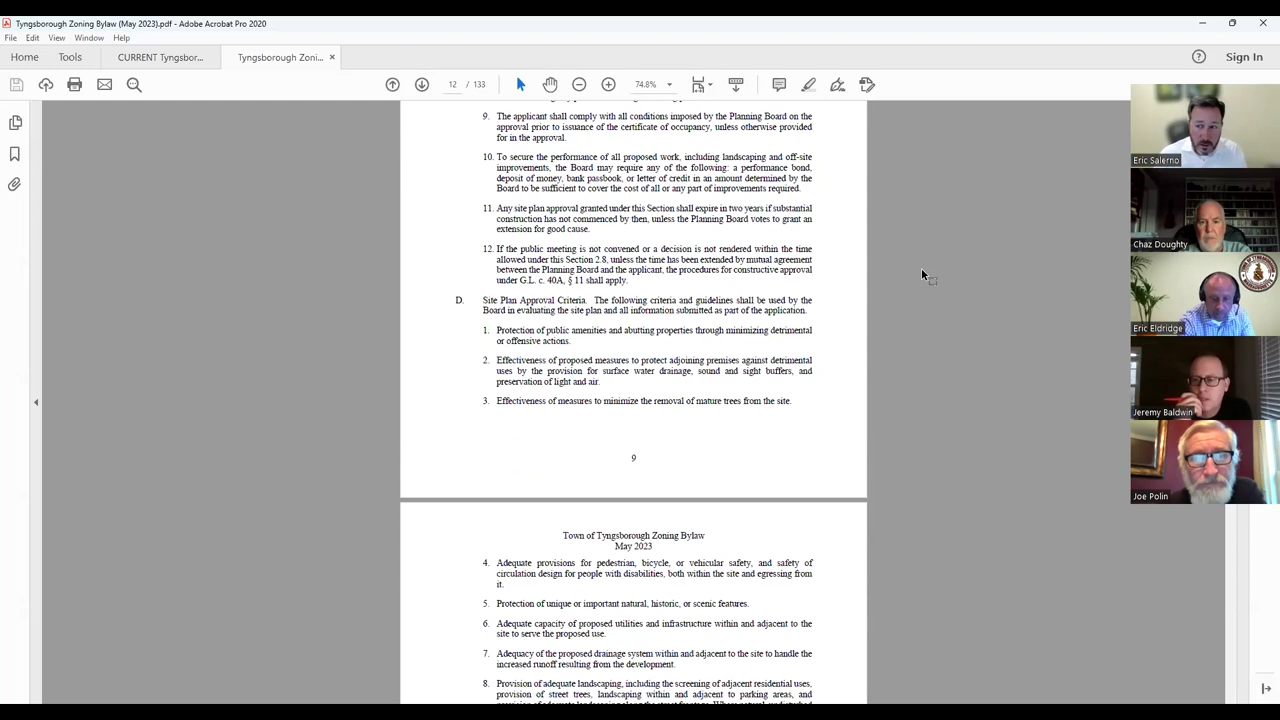 Tyngsborough Zoning Bylaw (May 2023).pdf - Adobe Acrobat Pro 2020
File Edit View Window Help
Home Tools CURRENT Tyngsbor... Tyngsborough Zoni... ×
Sign In
12 / 133
74.8%
9. The applicant shall comply with all conditions imposed by the Planning Board on the
approval prior to issuance of the certificate of occupancy, unless otherwise provided
for in the approval.
10. To secure the performance of all proposed work, including landscaping and off-site
improvements, the Board may require any of the following: a performance bond,
deposit of money, bank passbook, or letter of credit in an amount determined by the
Board to be sufficient to cover the cost of all or any part of improvements required.
11. Any site plan approval granted under this Section shall expire in two years if substantial
construction has not commenced by then, unless the Planning Board votes to grant an
extension for good cause.
12. If the public meeting is not convened or a decision is not rendered within the time
allowed under this Section 2.8, unless the time has been extended by mutual agreement
between the Planning Board and the applicant, the procedures for constructive approval
under G.L. c. 40A, § 11 shall apply.
D. Site Plan Approval Criteria. The following criteria and guidelines shall be used by the
Board in evaluating the site plan and all information submitted as part of the application.
1. Protection of public amenities and abutting properties through minimizing detrimental
or offensive actions.
2. Effectiveness of proposed measures to protect adjoining premises against detrimental
uses by the provision for surface water drainage, sound and sight buffers, and
preservation of light and air.
3. Effectiveness of measures to minimize the removal of mature trees from the site.
9
Town of Tyngsborough Zoning Bylaw
May 2023
4. Adequate provisions for pedestrian, bicycle, or vehicular safety, and safety of
circulation design for people with disabilities, both within the site and egressing from
it.
5. Protection of unique or important natural, historic, or scenic features.
6. Adequate capacity of proposed utilities and infrastructure within and adjacent to the
site to serve the proposed use.
7. Adequacy of the proposed drainage system within and adjacent to the site to handle the
increased runoff resulting from the development.
8. Provision of adequate landscaping, including the screening of adjacent residential uses,
provision of street trees, landscaping within and adjacent to parking areas, and
Eric Salerno
Chaz Doughty
Eric Eldridge
Jeremy Baldwin
Joe Polin